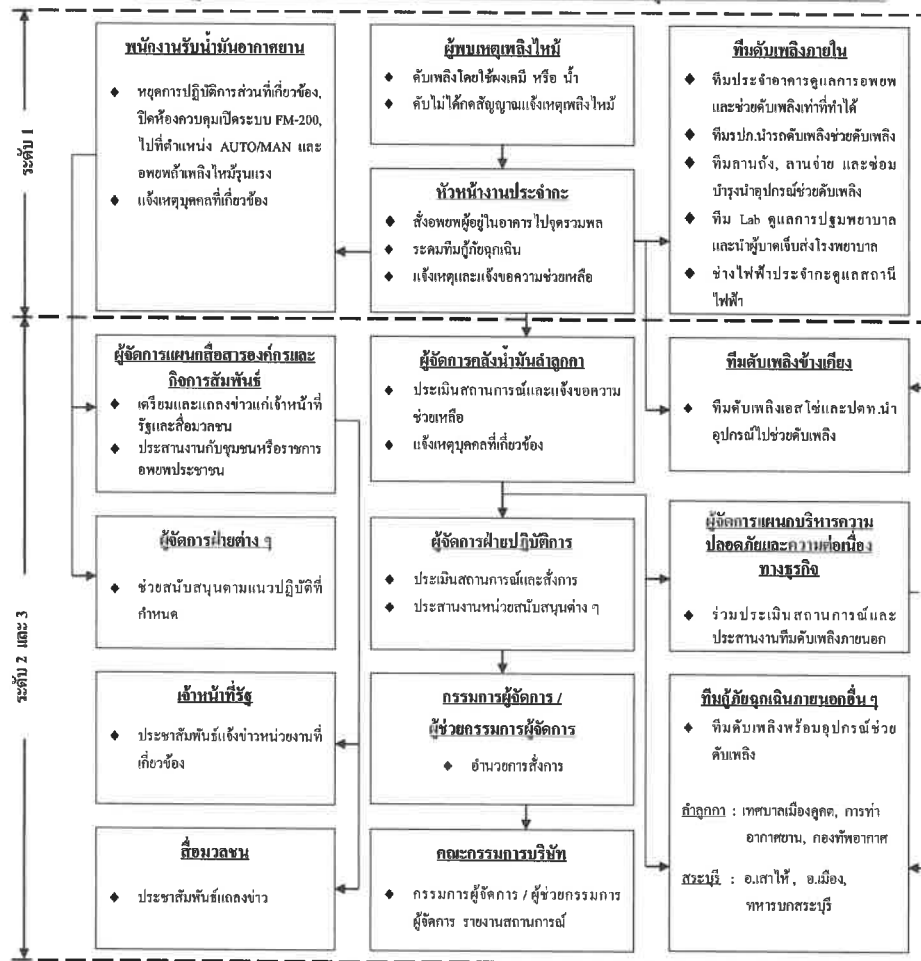 ระดับ 1
พนักงานรับน้ำมันอากาศยาน
◆ หยุดการปฏิบัติการส่วนที่เกี่ยวข้อง,
ปิดห้องควบคุมเปิดระบบ FM-200,
ไปที่ตำแหน่ง AUTO/MAN และ
อพยพถ้าเพลิงไหม้รุนแรง
◆ แจ้งเหตุบุคคลที่เกี่ยวข้อง
ผู้พบเหตุเพลิงไหม้
◆ ดับเพลิงโดยใช้ผงเคมี หรือ น้ำ
◆ ดับไม่ได้กดสัญญาณแจ้งเหตุเพลิงไหม้
หัวหน้างานประจำกะ
◆ สั่งอพยพผู้อยู่ในอาคารไปจุดรวมพล
◆ ระดมทีมกู้ภัยฉุกเฉิน
◆ แจ้งเหตุและแจ้งขอความช่วยเหลือ
ทีมดับเพลิงภายใน
◆ ทีมประจำอาคารดูแลการอพยพ
และช่วยดับเพลิงเท่าที่ทำได้
◆ ทีมรปภ.นำรถดับเพลิงช่วยดับเพลิง
◆ ทีมลานถัง, ลานจ่าย และซ่อม
บำรุงนำอุปกรณ์ช่วยดับเพลิง
◆ ทีม Lab ดูแลการปฐมพยาบาล
และนำผู้บาดเจ็บส่งโรงพยาบาล
◆ ช่างไฟฟ้าประจำกะดูแลสถานี
ไฟฟ้า
ระดับ 2 และ 3
ผู้จัดการแผนกสื่อสารองค์กรและ
กิจการสัมพันธ์
◆ เตรียมและแถลงข่าวแก่เจ้าหน้าที่
รัฐและสื่อมวลชน
◆ ประสานงานกับชุมชนหรือราชการ
อพยพประชาชน
ผู้จัดการคลังน้ำมันลำลูกกา
◆ ประเมินสถานการณ์และแจ้งขอความ
ช่วยเหลือ
◆ แจ้งเหตุบุคคลที่เกี่ยวข้อง
ทีมดับเพลิงข้างเคียง
◆ ทีมดับเพลิงเอสโซ่และปตท.นำ
อุปกรณ์ไปช่วยดับเพลิง
ผู้จัดการฝ่ายต่าง ๆ
◆ ช่วยสนับสนุนตามแนวปฏิบัติที่
กำหนด
ผู้จัดการฝ่ายปฏิบัติการ
◆ ประเมินสถานการณ์และสั่งการ
◆ ประสานงานหน่วยสนับสนุนต่าง ๆ
ผู้จัดการแผนกบริหารความ
ปลอดภัยและความต่อเนื่อง
ทางธุรกิจ
◆ ร่วมประเมินสถานการณ์และ
ประสานงานทีมดับเพลิงภายนอก
เจ้าหน้าที่รัฐ
◆ ประชาสัมพันธ์แจ้งข่าวหน่วยงานที่
เกี่ยวข้อง
กรรมการผู้จัดการ /
ผู้ช่วยกรรมการผู้จัดการ
◆ อำนวยการสั่งการ
ทีมกู้ภัยฉุกเฉินภายนอกอื่น ๆ
◆ ทีมดับเพลิงพร้อมอุปกรณ์ช่วย
ดับเพลิง
ลำลูกกา : เทศบาลเมืองคูคต, การท่า
อากาศยาน, กองทัพอากาศ
สระบุรี : อ.เสาไห้, อ.เมือง,
ทหารบกสระบุรี
สื่อมวลชน
◆ ประชาสัมพันธ์แถลงข่าว
คณะกรรมการบริษัท
◆ กรรมการผู้จัดการ / ผู้ช่วยกรรมการ
ผู้จัดการ รายงานสถานการณ์